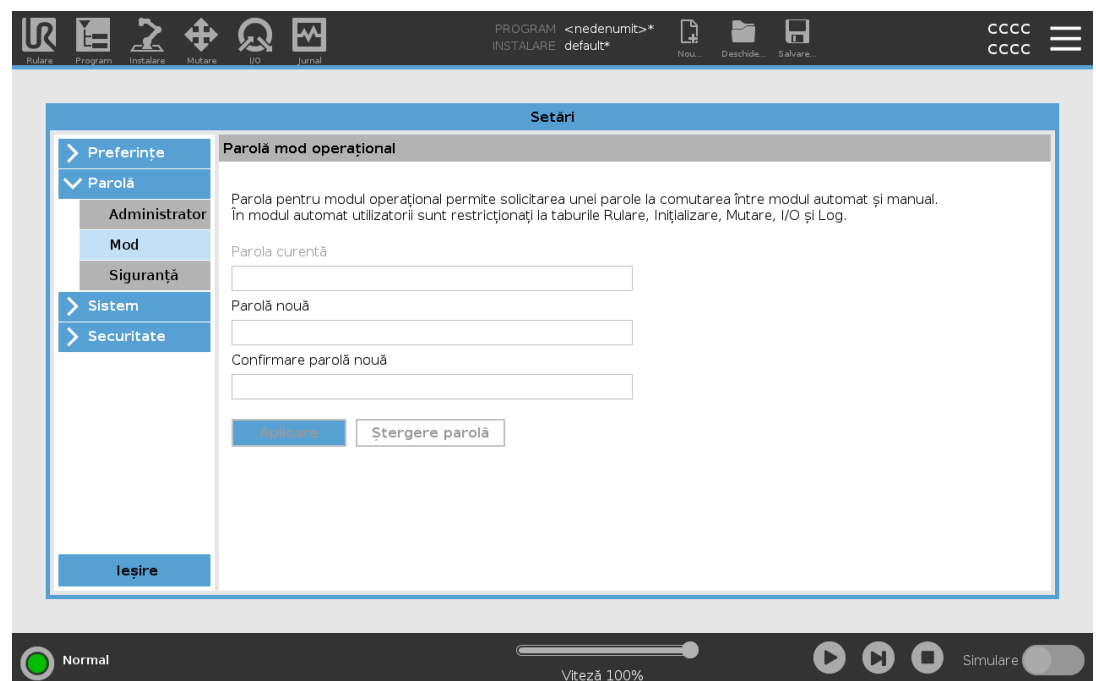 PROGRAM <nedenumit>*
INSTALARE default*
cccc
cccc
Rulare Program Instalare Mutare I/O Jurnal Nou... Deschide... Salvare...
Setări
Preferințe
Parolă
Administrator
Mod
Siguranță
Sistem
Securitate
Ieșire
Parolă mod operațional
Parola pentru modul operațional permite solicitarea unei parole la comutarea între modul automat și manual.
În modul automat utilizatorii sunt restricționați la taburile Rulare, Inițializare, Mutare, I/O și Log.
Parola curentă
Parolă nouă
Confirmare parolă nouă
Aplicare Ștergere parolă
Normal
Viteză 100%
Simulare